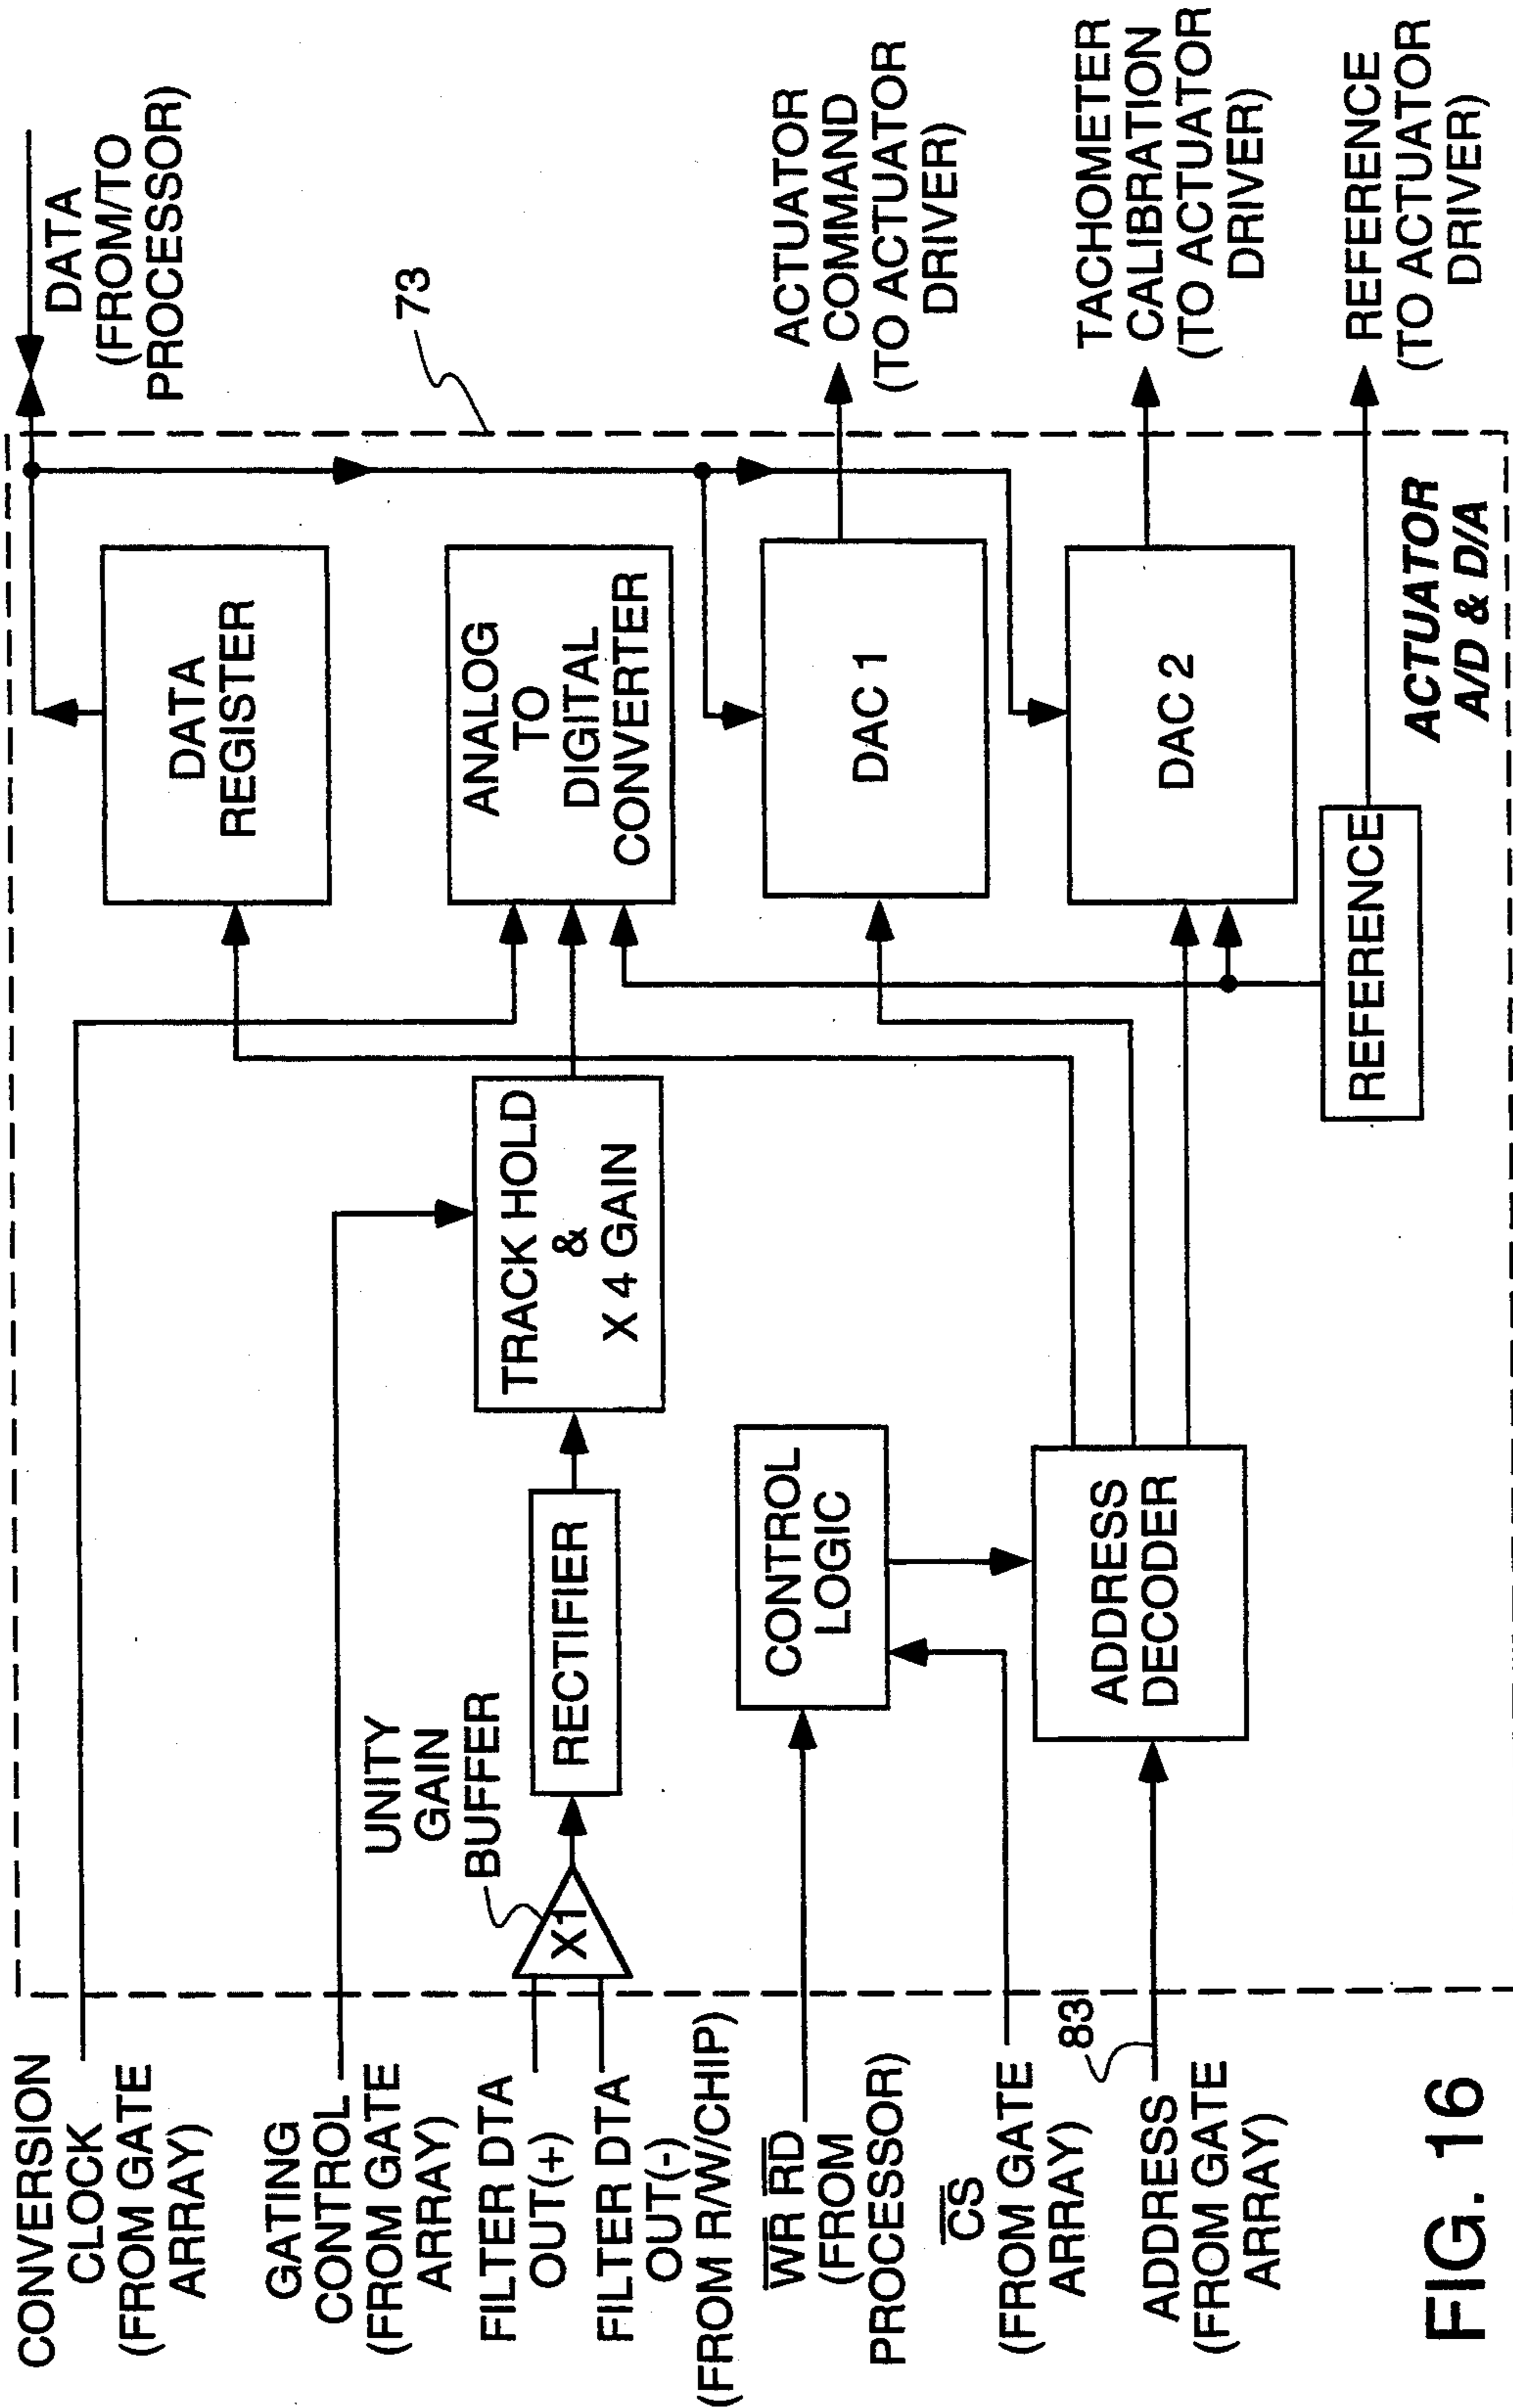 CONVERSION
CLOCK
(FROM GATE
ARRAY)
GATING
CONTROL
(FROM GATE
ARRAY)
FILTER DTA
OUT(+)
FILTER DTA
OUT(-)
(FROM R/W/CHIP)
WR RD
(FROM
PROCESSOR)
CS
(FROM GATE
ARRAY)
83
ADDRESS
(FROM GATE
ARRAY)
UNITY
GAIN
BUFFER
X1
RECTIFIER
TRACK HOLD
&
X 4 GAIN
CONTROL
LOGIC
ADDRESS
DECODER
DATA
REGISTER
ANALOG
TO
DIGITAL
CONVERTER
DAC 1
DAC 2
REFERENCE
ACTUATOR
A/D & D/A
73
DATA
(FROM/TO
PROCESSOR)
ACTUATOR
COMMAND
(TO ACTUATOR
DRIVER)
TACHOMETER
CALIBRATION
(TO ACTUATOR
DRIVER)
REFERENCE
(TO ACTUATOR
DRIVER)
FIG. 16